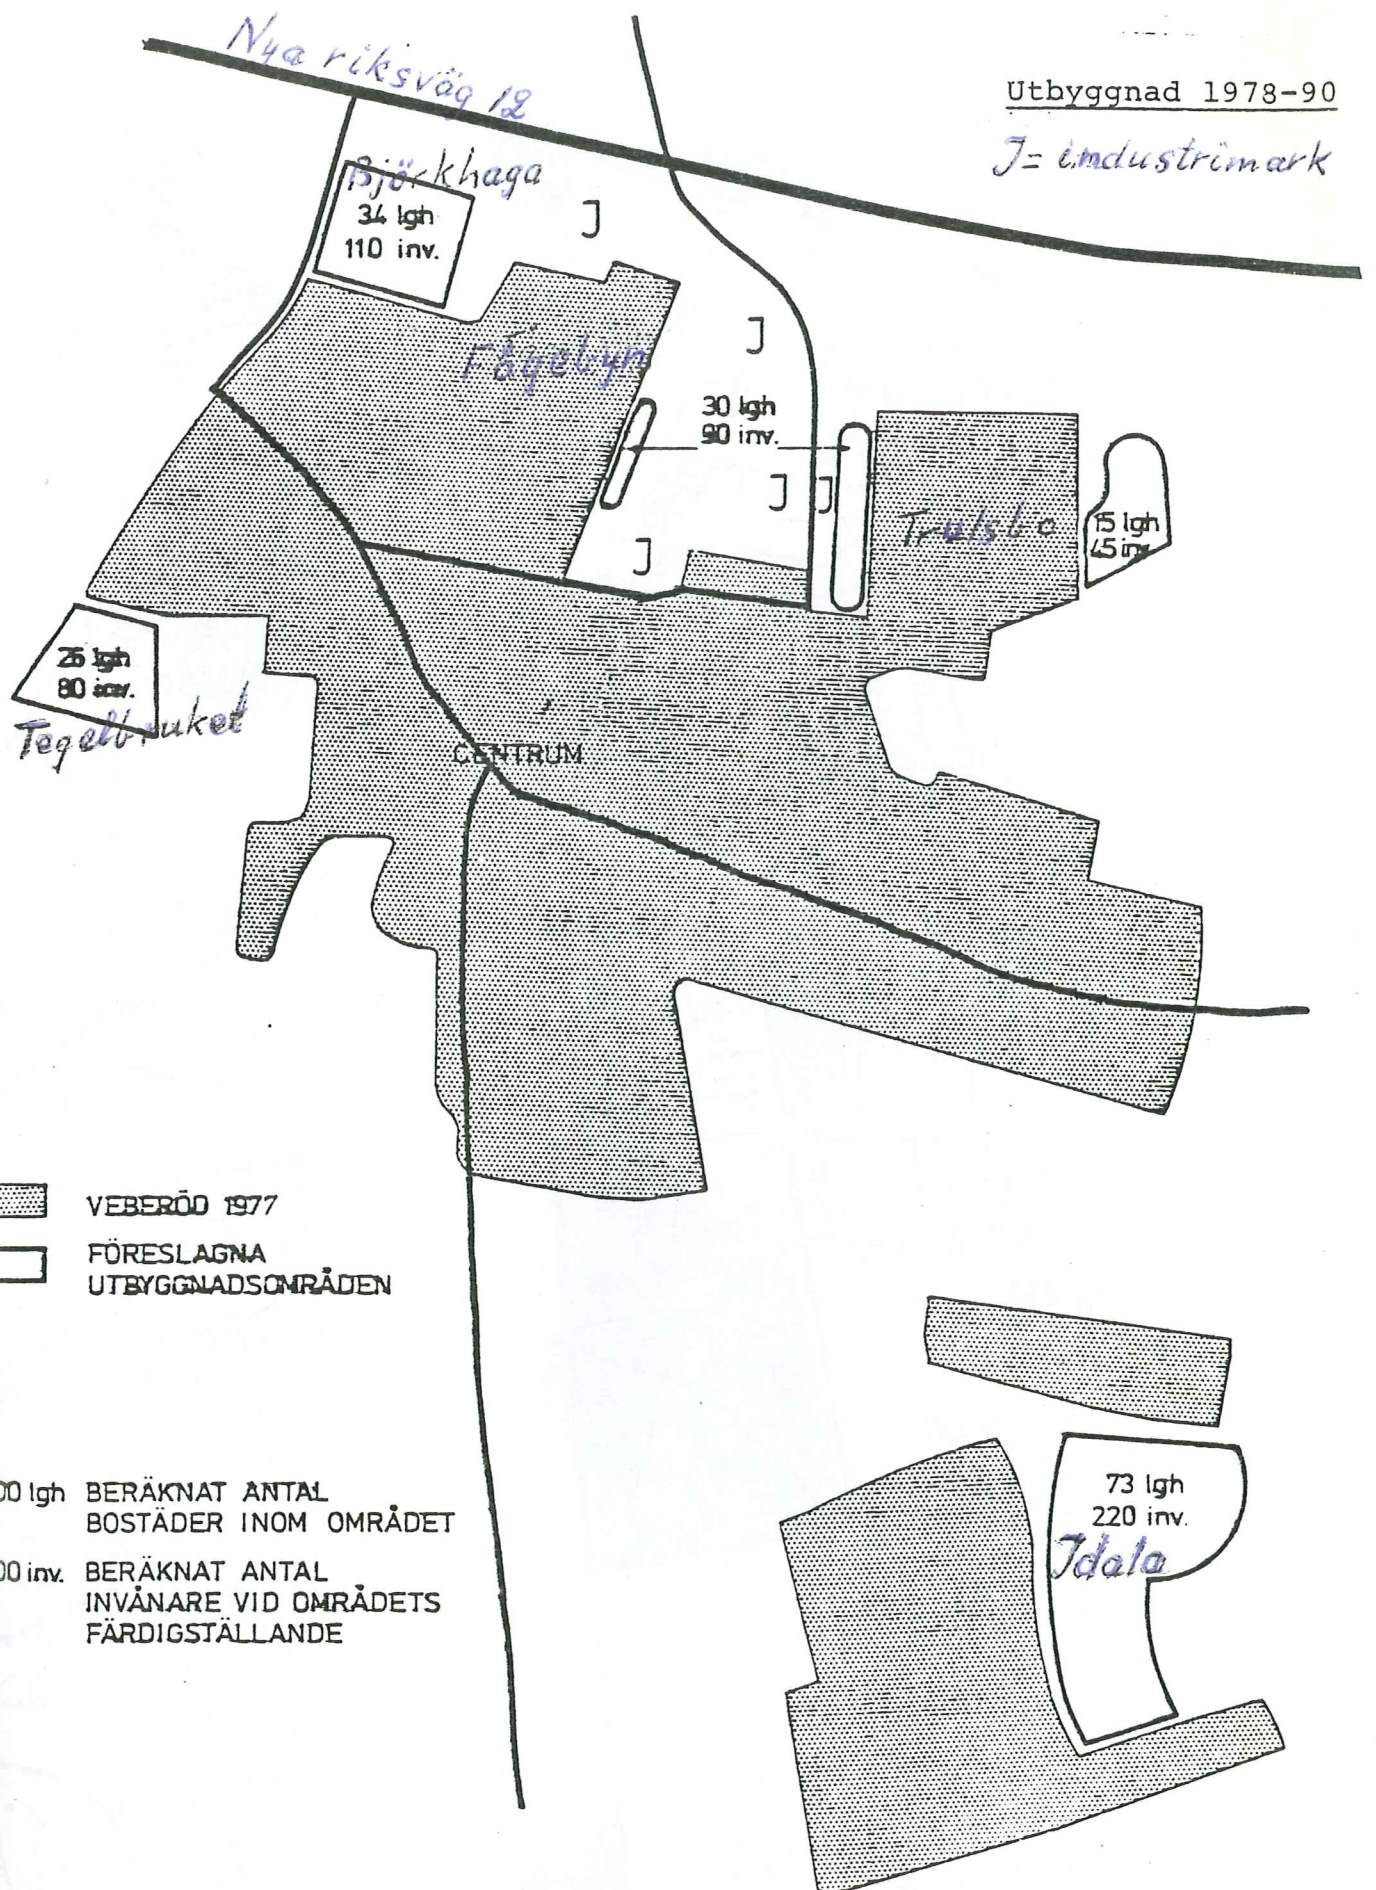 Nya riksväg 12
Utbyggnad 1978-90
J= industrimark
Björkhaga
34 lgh
110 inv.
J
J
Fågelbyn
30 lgh
90 inv.
J
J
J
Trulsbo
15 lgh
45 inv.
26 lgh
80 inv.
Tegelbruket
CENTRUM
VEBERÖD 1977
FÖRESLAGNA
UTBYGGNADSOMRÅDEN
00 lgh BERÄKNAT ANTAL
BOSTÄDER INOM OMRÅDET
00 inv. BERÄKNAT ANTAL
INVÅNARE VID OMRÅDETS
FÄRDIGSTÄLLANDE
73 lgh
220 inv.
Idala